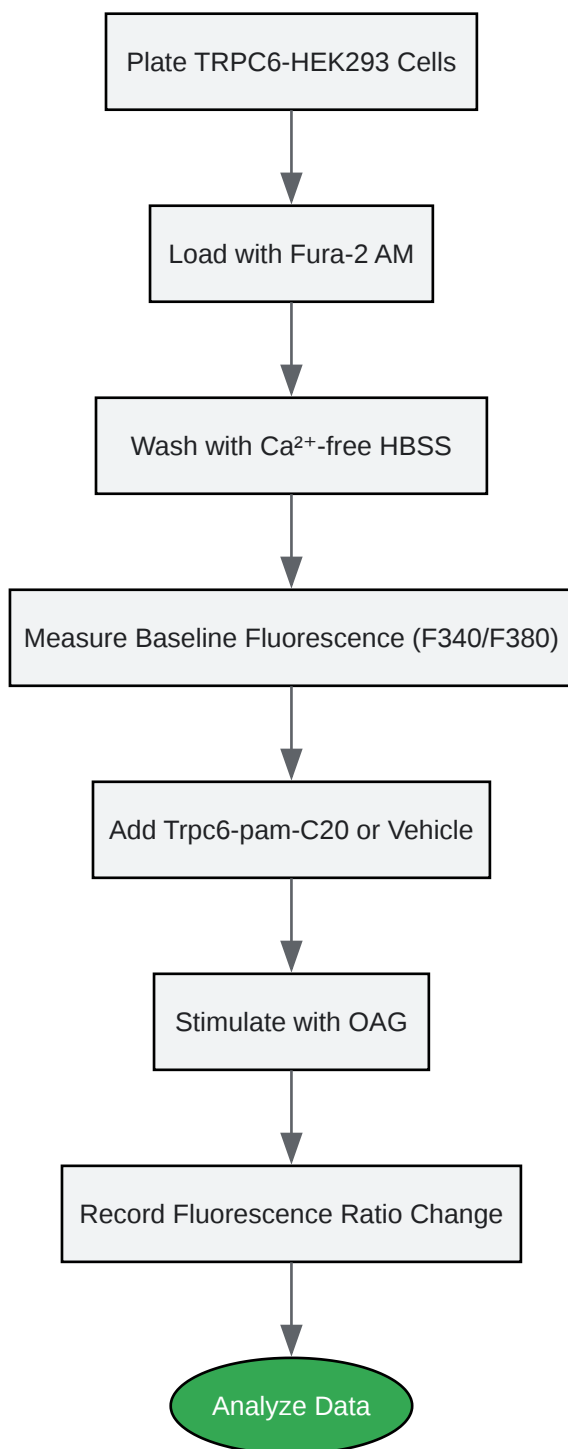 Plate TRPC6-HEK293 Cells
Load with Fura-2 AM
Wash with Ca²⁺-free HBSS
Measure Baseline Fluorescence (F340/F380)
Add Trpc6-pam-C20 or Vehicle
Stimulate with OAG
Record Fluorescence Ratio Change
Analyze Data